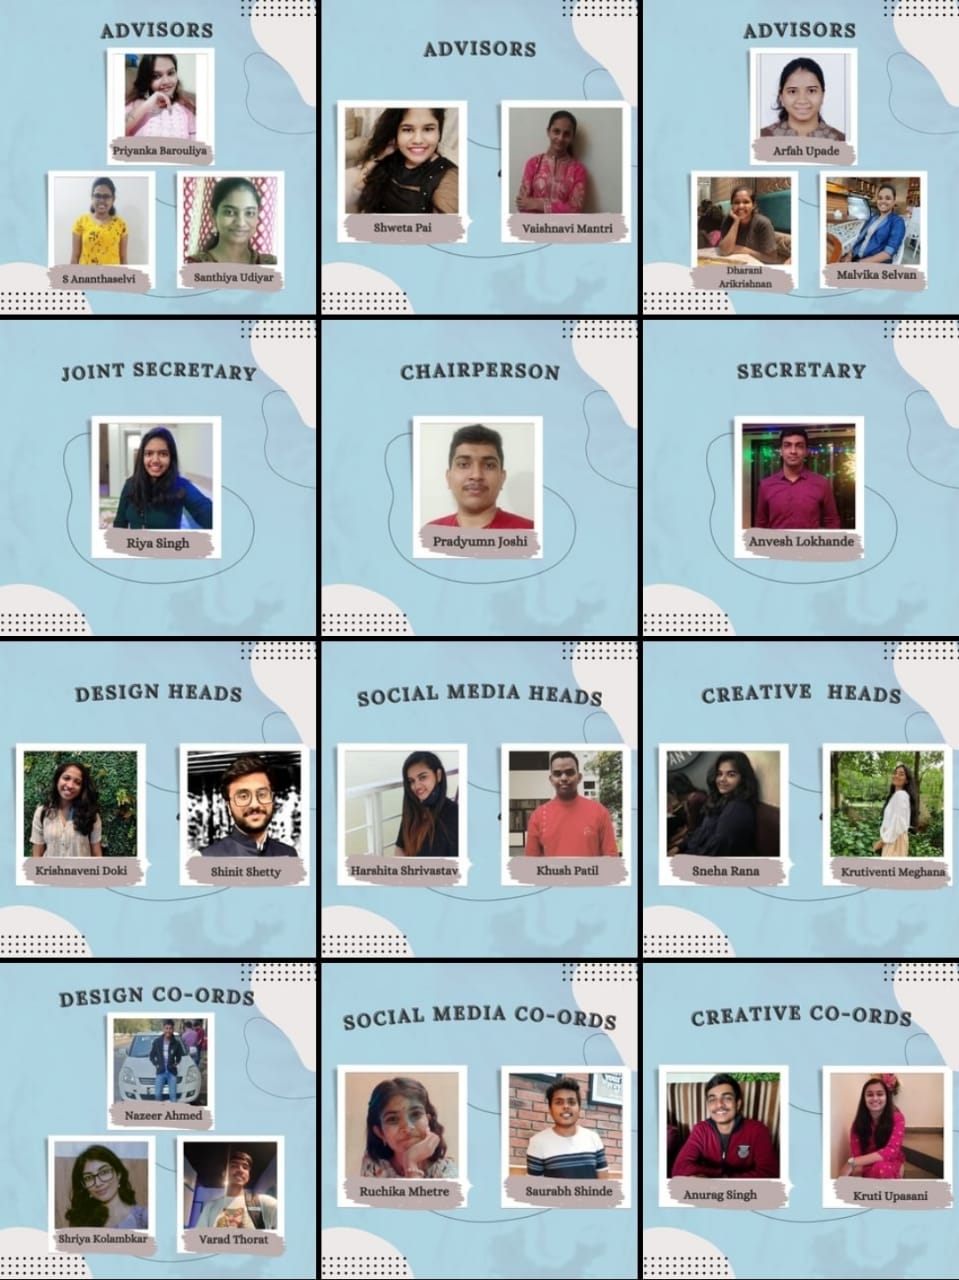 ADVISORS
Priyanka Barouliya
S Ananthaselvi
Santhiya Udiyar
ADVISORS
Shweta Pai
Vaishnavi Mantri
ADVISORS
Arfah Upade
Dharani
Arikrishnan
Malvika Selvan
JOINT SECRETARY
Riya Singh
CHAIRPERSON
Pradyumn Joshi
SECRETARY
Anvesh Lokhande
DESIGN HEADS
Krishnaveni Doki
Shinit Shetty
SOCIAL MEDIA HEADS
Harshita Shrivastav
Khush Patil
CREATIVE HEADS
Sneha Rana
Krutiventi Meghana
DESIGN CO-ORDS
Nazeer Ahmed
Shriya Kolambkar
Varad Thorat
SOCIAL MEDIA CO-ORDS
Ruchika Mhetre
Saurabh Shinde
CREATIVE CO-ORDS
Anurag Singh
Kruti Upasani